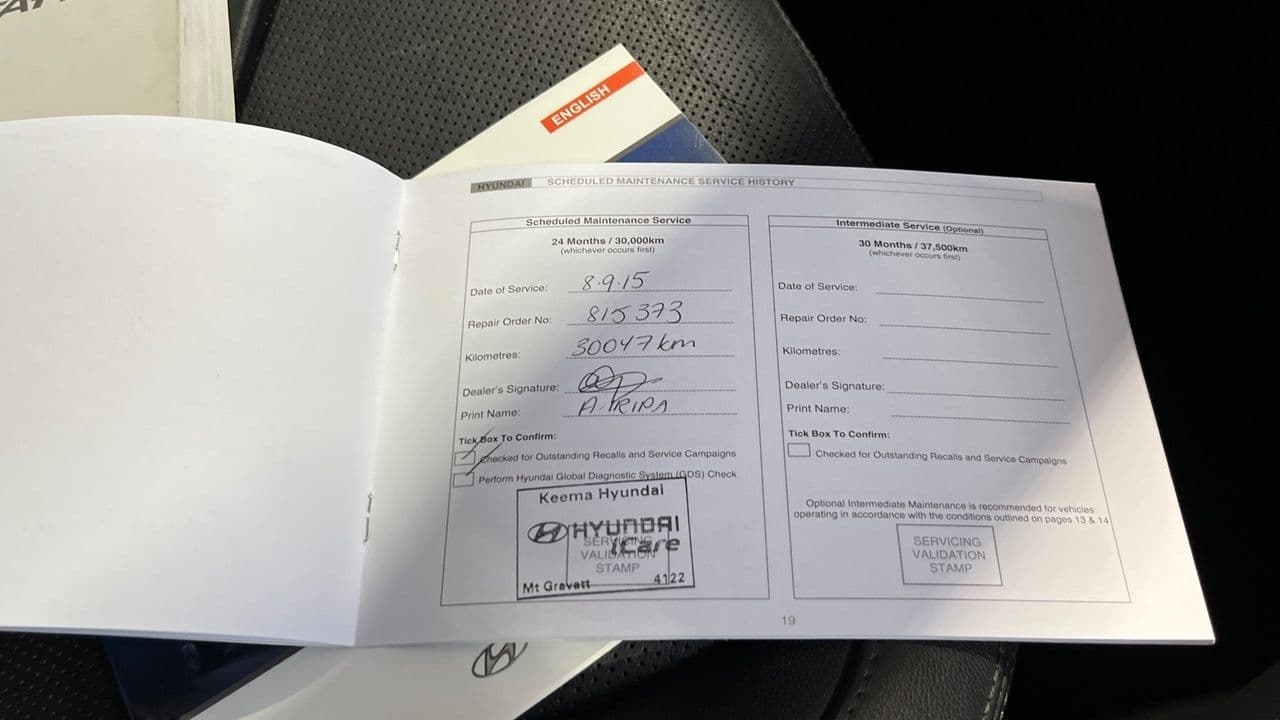 ENGLISH
HYUNDAI SCHEDULED MAINTENANCE SERVICE HISTORY
Scheduled Maintenance Service
24 Months / 30,000km
(whichever occurs first)
Date of Service: 8.9.15
Repair Order No: 815373
Kilometres: 30047km
Dealer's Signature:
Print Name: A. PRIPA
Tick Box To Confirm:
Checked for Outstanding Recalls and Service Campaigns
Perform Hyundai Global Diagnostic System (GDS) Check
Keema Hyundai
HYUNDAI
iCare
SERVICING
VALIDATION
STAMP
Mt Gravatt 4122
Intermediate Service (Optional)
30 Months / 37,500km
(whichever occurs first)
Date of Service:
Repair Order No:
Kilometres:
Dealer's Signature:
Print Name:
Tick Box To Confirm:
Checked for Outstanding Recalls and Service Campaigns
Optional Intermediate Maintenance is recommended for vehicles
operating in accordance with the conditions outlined on pages 13 & 14
SERVICING
VALIDATION
STAMP
19